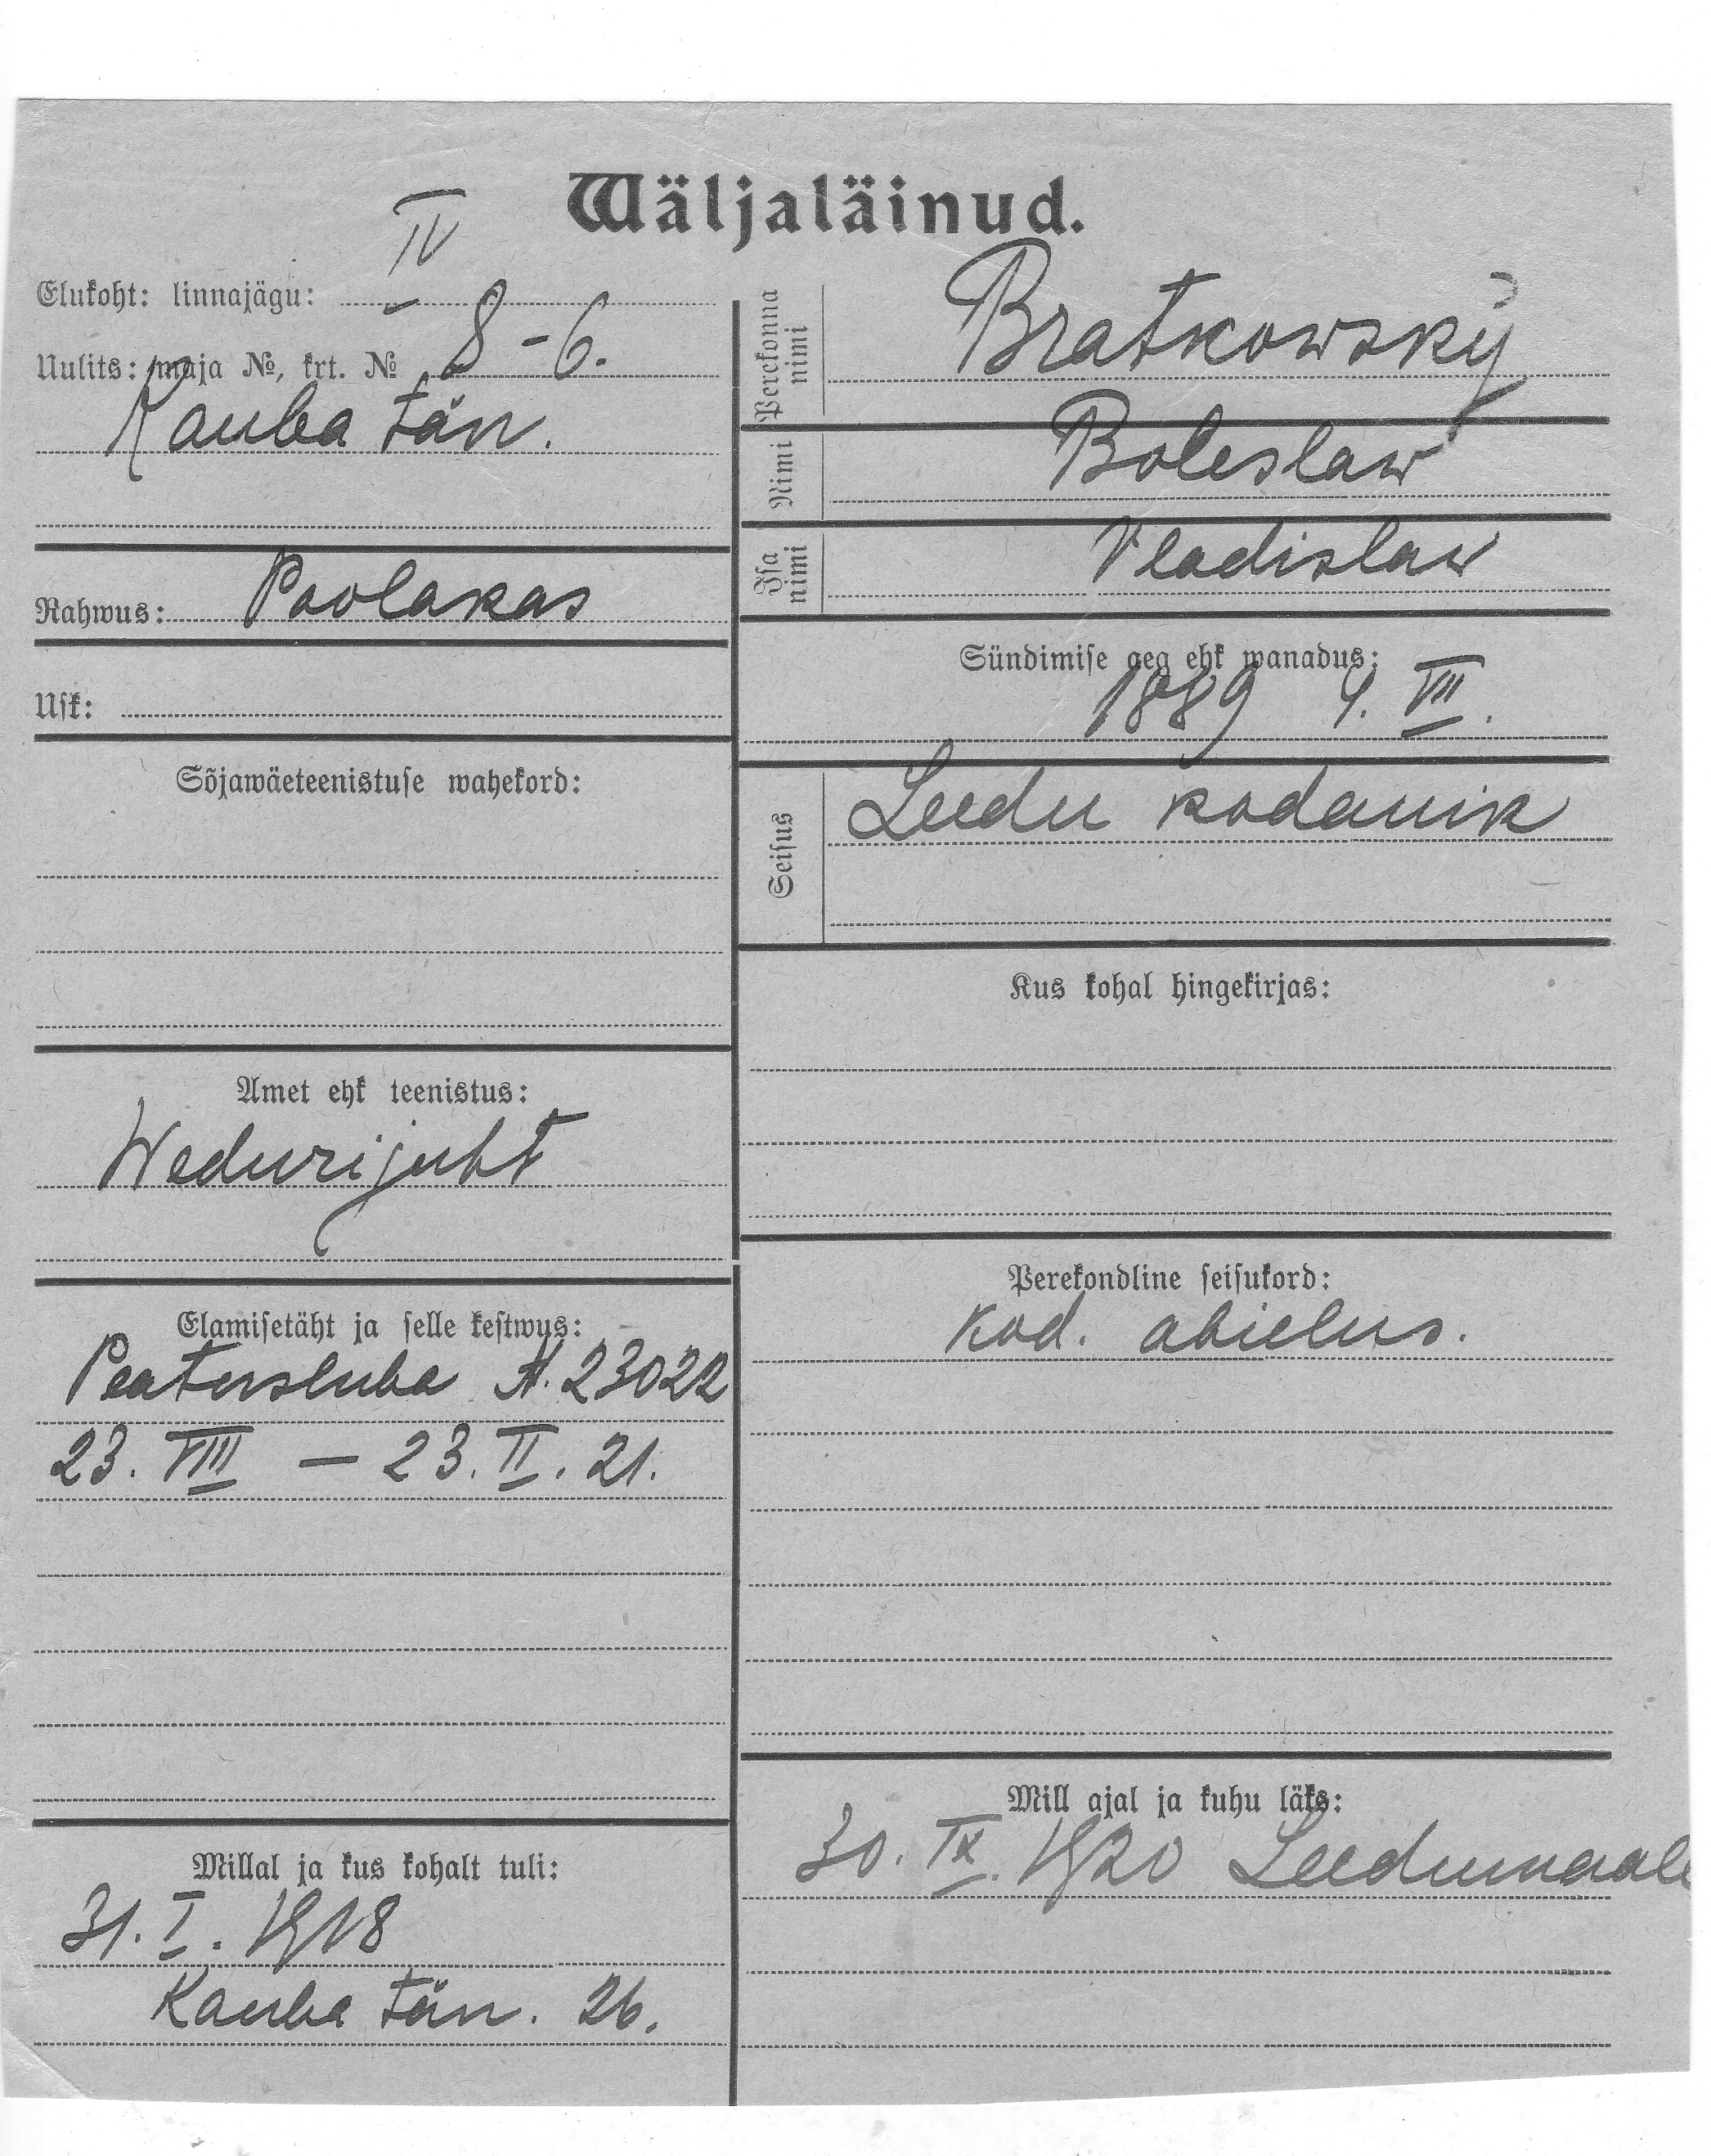 Wäljaläinud.
Elukoht: linnajägu: IV
Uulits: maja №, krt. № 8-6.
Kauba tän.
Rahwus: Poolakas
Usk:
Sõjawäeteenistuse wahekord:
Amet ehk teenistus:
Wedurijuht
Elamisetäht ja selle kestwus:
Peatusluba A. 23022
23. VIII – 23. II. 21.
Millal ja kus kohalt tuli:
31. I. 1918
Kauba tän. 26.
Perekonna nimi
Bratkowsky
Nimi
Boleslaw
Isa nimi
Vladislaw
Sündimise aeg ehk wanadus:
1889 4. VIII.
Seisus
Leedu kodanik
Kus kohal hingekirjas:
Perekondline seisukord:
Kod. abielus.
Mill ajal ja kuhu läks:
30. IX. 1920 Leedumaale